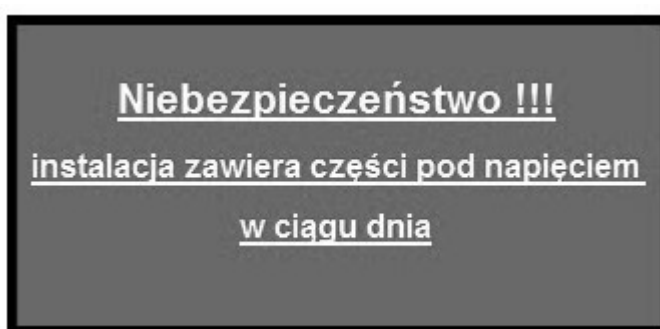 Niebezpieczeństwo !!!
instalacja zawiera części pod napięciem
w ciągu dnia